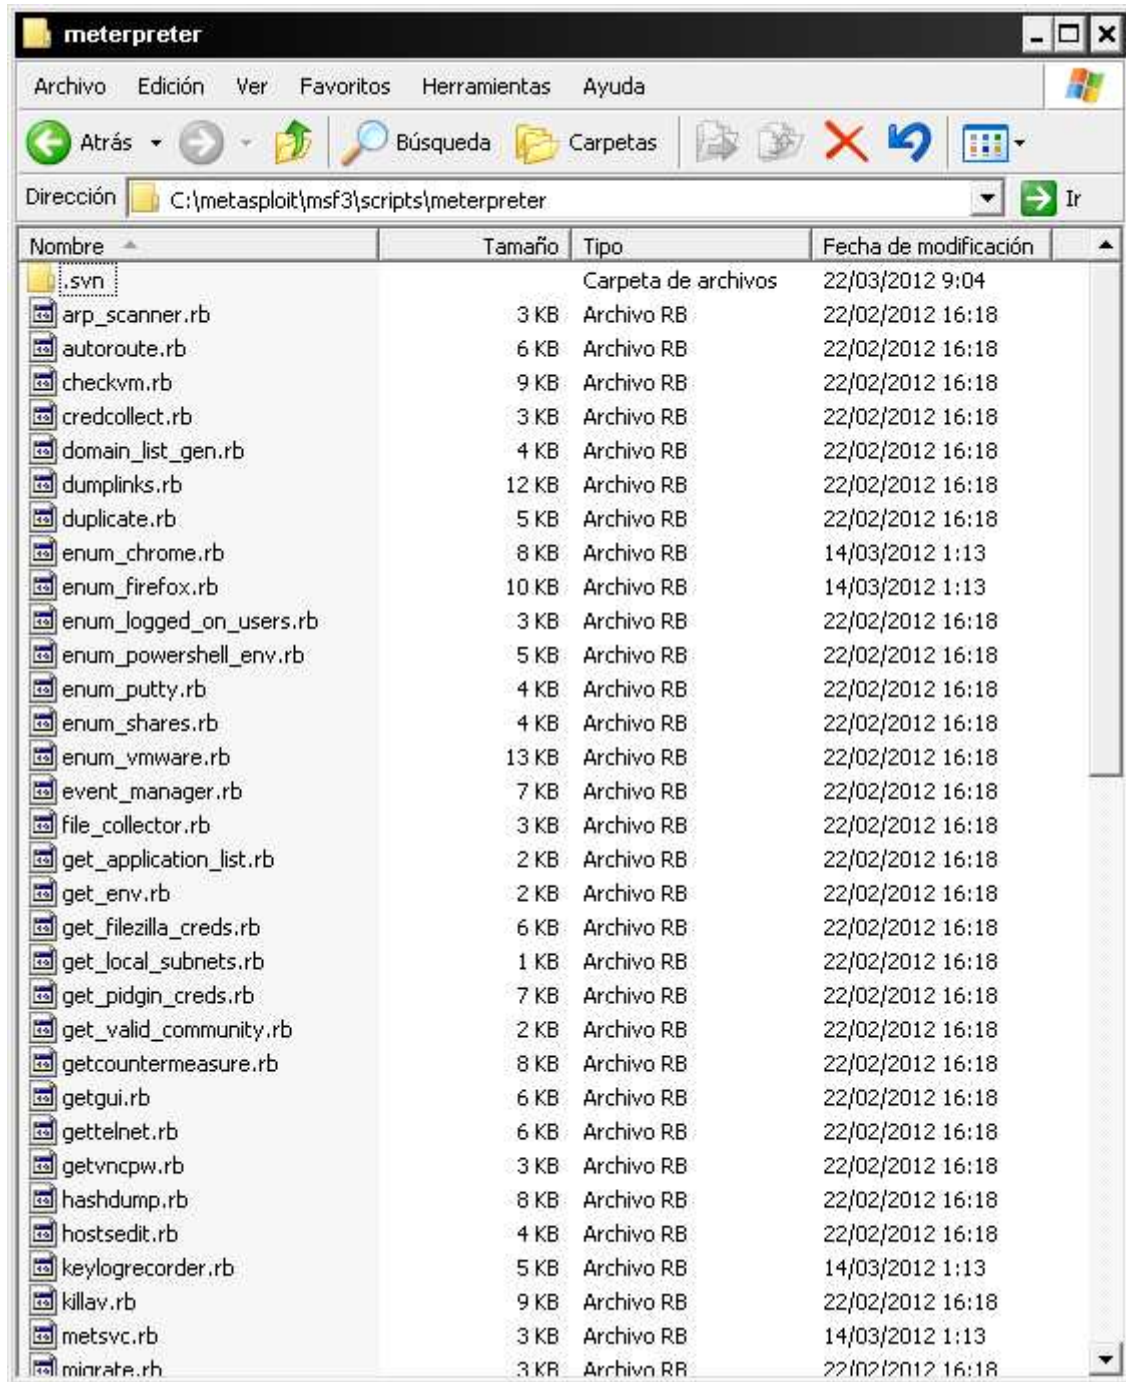 meterpreter
Archivo Edición Ver Favoritos Herramientas Ayuda
Atrás Búsqueda Carpetas
Dirección C:\metasploit\msf3\scripts\meterpreter Ir
Nombre Tamaño Tipo Fecha de modificación
.svn Carpeta de archivos 22/03/2012 9:04
arp_scanner.rb 3 KB Archivo RB 22/02/2012 16:18
autoroute.rb 6 KB Archivo RB 22/02/2012 16:18
checkvm.rb 9 KB Archivo RB 22/02/2012 16:18
credcollect.rb 3 KB Archivo RB 22/02/2012 16:18
domain_list_gen.rb 4 KB Archivo RB 22/02/2012 16:18
dumplinks.rb 12 KB Archivo RB 22/02/2012 16:18
duplicate.rb 5 KB Archivo RB 22/02/2012 16:18
enum_chrome.rb 8 KB Archivo RB 14/03/2012 1:13
enum_firefox.rb 10 KB Archivo RB 14/03/2012 1:13
enum_logged_on_users.rb 3 KB Archivo RB 22/02/2012 16:18
enum_powershell_env.rb 5 KB Archivo RB 22/02/2012 16:18
enum_putty.rb 4 KB Archivo RB 22/02/2012 16:18
enum_shares.rb 4 KB Archivo RB 22/02/2012 16:18
enum_vmware.rb 13 KB Archivo RB 22/02/2012 16:18
event_manager.rb 7 KB Archivo RB 22/02/2012 16:18
file_collector.rb 3 KB Archivo RB 22/02/2012 16:18
get_application_list.rb 2 KB Archivo RB 22/02/2012 16:18
get_env.rb 2 KB Archivo RB 22/02/2012 16:18
get_filezilla_creds.rb 6 KB Archivo RB 22/02/2012 16:18
get_local_subnets.rb 1 KB Archivo RB 22/02/2012 16:18
get_pidgin_creds.rb 7 KB Archivo RB 22/02/2012 16:18
get_valid_community.rb 2 KB Archivo RB 22/02/2012 16:18
getcountermeasure.rb 8 KB Archivo RB 22/02/2012 16:18
getgui.rb 6 KB Archivo RB 22/02/2012 16:18
gettelnet.rb 6 KB Archivo RB 22/02/2012 16:18
getvncpw.rb 3 KB Archivo RB 22/02/2012 16:18
hashdump.rb 8 KB Archivo RB 22/02/2012 16:18
hostsedit.rb 4 KB Archivo RB 22/02/2012 16:18
keylogrecorder.rb 5 KB Archivo RB 14/03/2012 1:13
killav.rb 9 KB Archivo RB 22/02/2012 16:18
metsvc.rb 3 KB Archivo RB 14/03/2012 1:13
migrate.rb 3 KB Archivo RB 22/02/2012 16:18